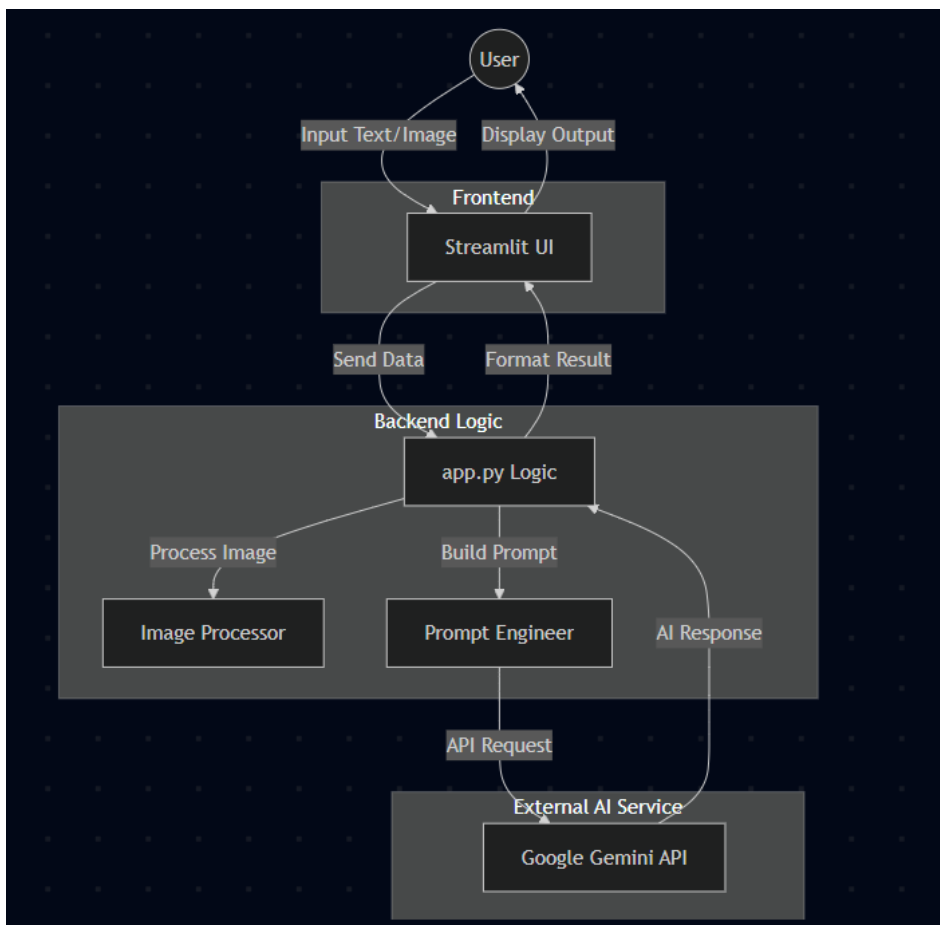 User
Input Text/Image
Display Output
Frontend
Streamlit UI
Send Data
Format Result
Backend Logic
app.py Logic
Process Image
Build Prompt
Image Processor
Prompt Engineer
AI Response
API Request
External AI Service
Google Gemini API